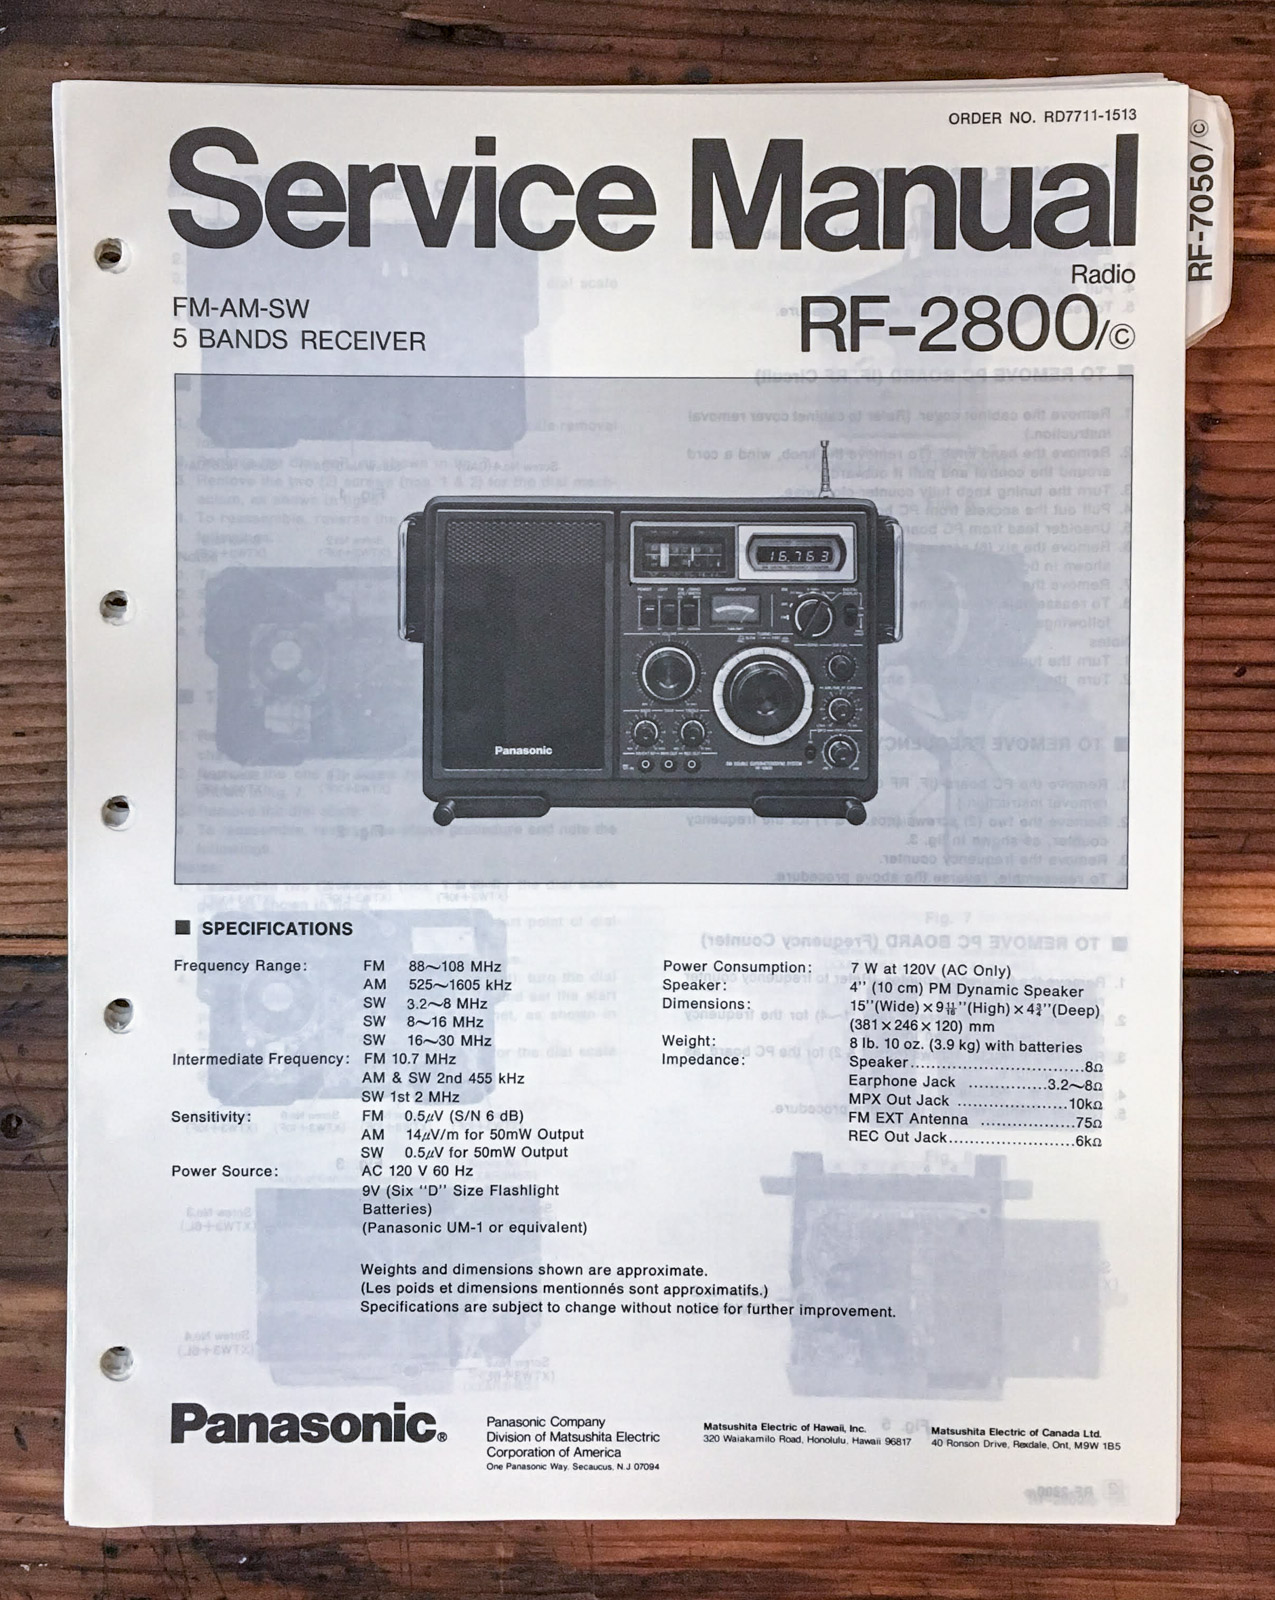 ORDER NO. RD7711-1513
Service Manual
RF-7050/©
Radio
FM-AM-SW
5 BANDS RECEIVER
RF-2800/©
16.763
Panasonic
■ SPECIFICATIONS
Frequency Range: FM 88~108 MHz
AM 525~1605 kHz
SW 3.2~8 MHz
SW 8~16 MHz
SW 16~30 MHz
Intermediate Frequency: FM 10.7 MHz
AM & SW 2nd 455 kHz
SW 1st 2 MHz
Sensitivity: FM 0.5μV (S/N 6 dB)
AM 14μV/m for 50mW Output
SW 0.5μV for 50mW Output
Power Source: AC 120 V 60 Hz
9V (Six "D" Size Flashlight
Batteries)
(Panasonic UM-1 or equivalent)
Power Consumption: 7 W at 120V (AC Only)
Speaker: 4" (10 cm) PM Dynamic Speaker
Dimensions: 15"(Wide)×9 11/16"(High)×4 3/4"(Deep)
(381×246×120) mm
Weight: 8 lb. 10 oz. (3.9 kg) with batteries
Impedance: Speaker..............................8Ω
Earphone Jack ..............3.2~8Ω
MPX Out Jack ....................10kΩ
FM EXT Antenna .................75Ω
REC Out Jack.......................6kΩ
Weights and dimensions shown are approximate.
(Les poids et dimensions mentionnés sont approximatifs.)
Specifications are subject to change without notice for further improvement.
Panasonic®
Panasonic Company
Division of Matsushita Electric
Corporation of America
One Panasonic Way, Secaucus, N.J 07094
Matsushita Electric of Hawaii, Inc.
320 Waiakamilo Road, Honolulu, Hawaii 96817
Matsushita Electric of Canada Ltd.
40 Ronson Drive, Rexdale, Ont, M9W 1B5